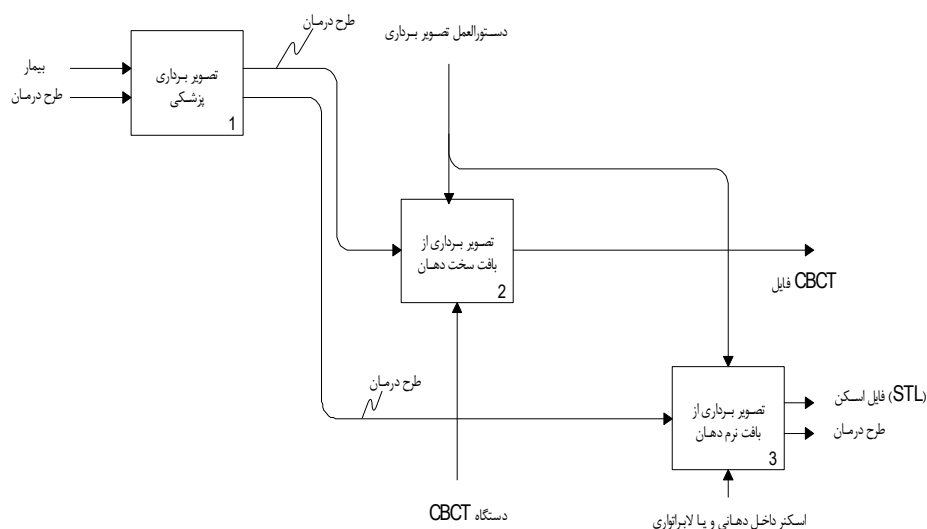 طرح درمان
دستورالعمل تصویر برداری
بیمار
طرح درمان
تصویر برداری
پزشکی
1
تصویر برداری از
بافت سخت دهان
2
CBCT فایل
طرح درمان
تصویر برداری از
بافت نرم دهان
3
(STL) فایل اسکن
طرح درمان
دستگاه CBCT
اسکنر داخل دهانی و یا لابراتواری